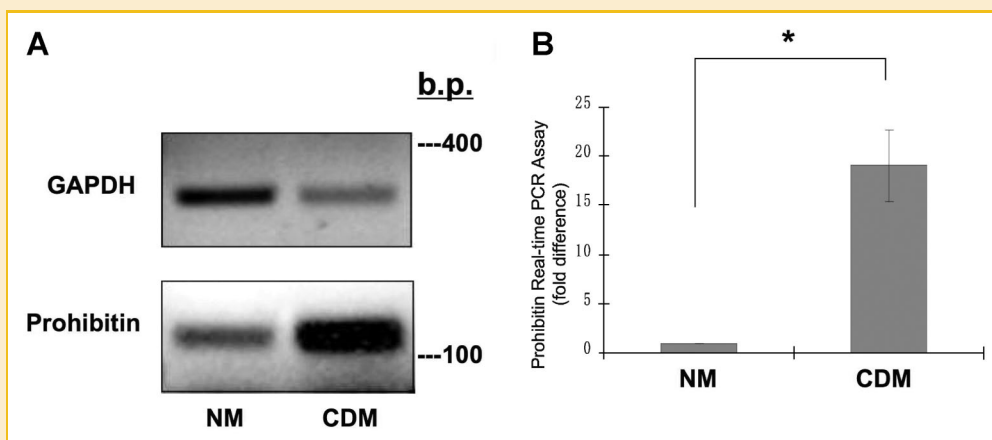 A
b.p.
---400
GAPDH
Prohibitin
---100
NM CDM
B
*
Prohibitin Real-time PCR Assay
(fold difference)
25
20
15
10
5
0
NM CDM